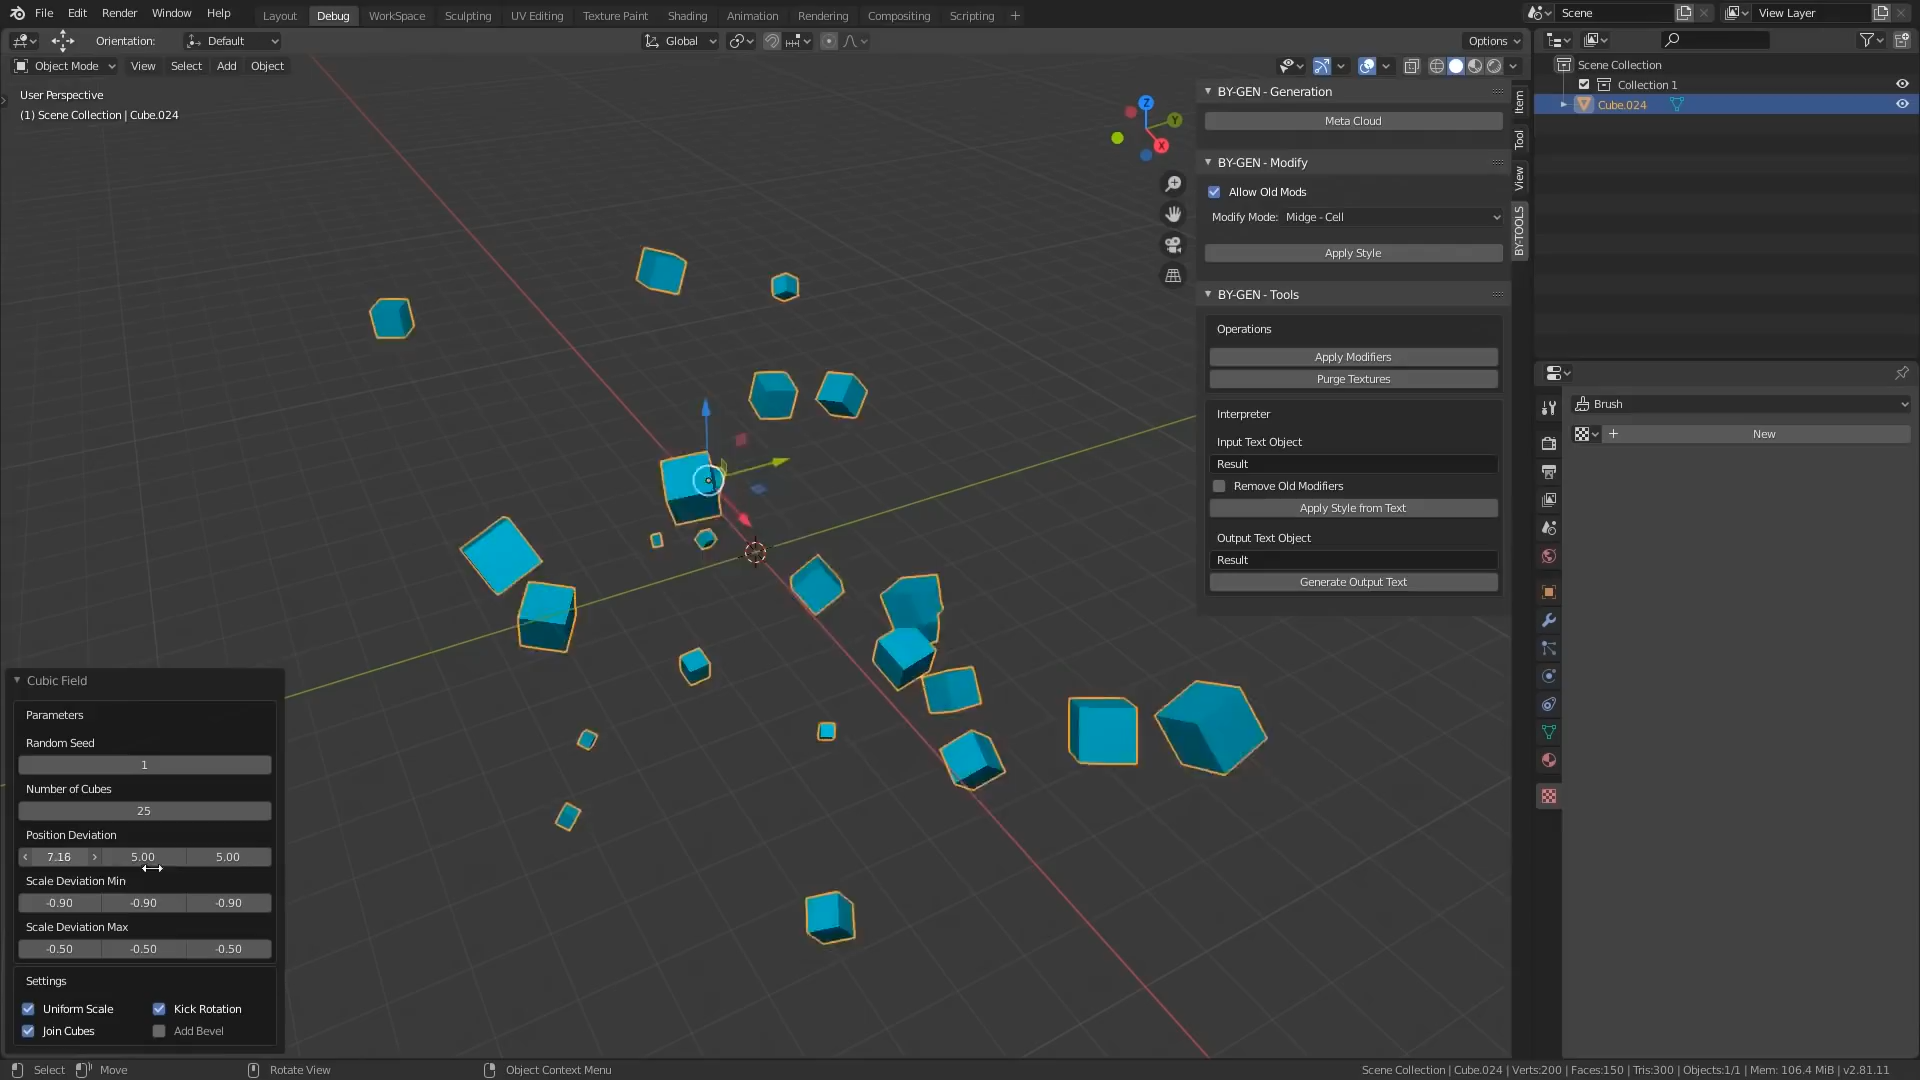 File Edit Render Window Help
Layout Debug WorkSpace Sculpting UV Editing Texture Paint Shading Animation Rendering Compositing Scripting +
Scene
View Layer
Orientation: Default
Global
Options
Object Mode View Select Add Object
User Perspective
(1) Scene Collection | Cube.024
Z
Y
X
BY-GEN - Generation
Meta Cloud
BY-GEN - Modify
Allow Old Mods
Modify Mode: Midge - Cell
Apply Style
BY-GEN - Tools
Operations
Apply Modifiers
Purge Textures
Interpreter
Input Text Object
Result
Remove Old Modifiers
Apply Style from Text
Output Text Object
Result
Generate Output Text
Item
Tool
View
BY-TOOLS
Scene Collection
Collection 1
Cube.024
Brush
New
Cubic Field
Parameters
Random Seed
1
Number of Cubes
25
Position Deviation
7.16 5.00 5.00
Scale Deviation Min
-0.90 -0.90 -0.90
Scale Deviation Max
-0.50 -0.50 -0.50
Settings
Uniform Scale Kick Rotation
Join Cubes Add Bevel
Select Move Rotate View Object Context Menu
Scene Collection | Cube.024 | Verts:200 | Faces:150 | Tris:300 | Objects:1/1 | Mem: 106.4 MiB | v2.81.11